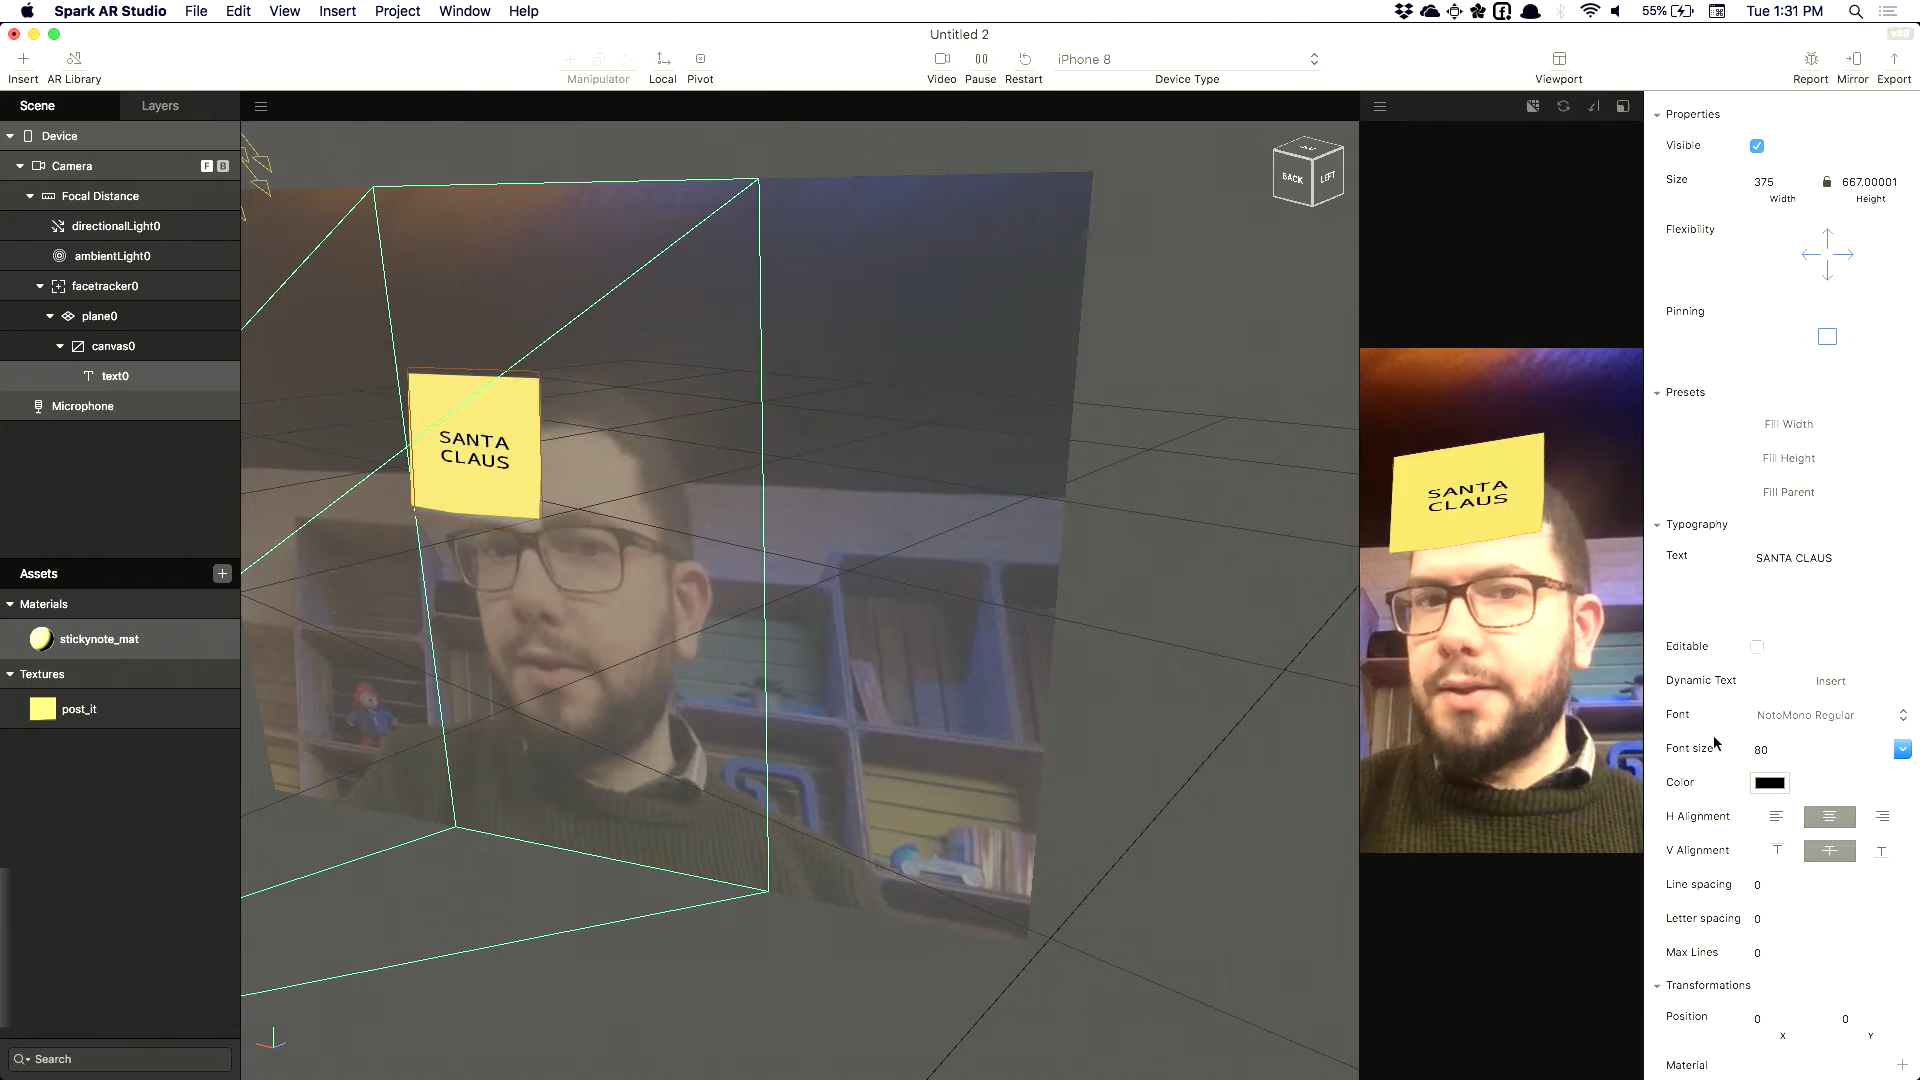 Spark AR Studio File Edit View Insert Project Window Help 55% Tue 1:31 PM
Untitled 2 v49
iPhone 8
Insert AR Library Manipulator Local Pivot Video Pause Restart Device Type Viewport Report Mirror Export
Scene Layers
Device
Camera F B
Focal Distance
directionalLight0
ambientLight0
facetracker0
plane0
canvas0
text0
Microphone
Assets
Materials
stickynote_mat
Textures
post_it
Search
BACK LEFT
SANTA
CLAUS
SANTA
CLAUS
Properties
Visible
Size 375 667.00001
Width Height
Flexibility
Pinning
Presets
Fill Width
Fill Height
Fill Parent
Typography
Text SANTA CLAUS
Editable
Dynamic Text Insert
Font NotoMono Regular
Font size 80
Color
H Alignment
V Alignment
Line spacing 0
Letter spacing 0
Max Lines 0
Transformations
Position 0 0
X Y
Material